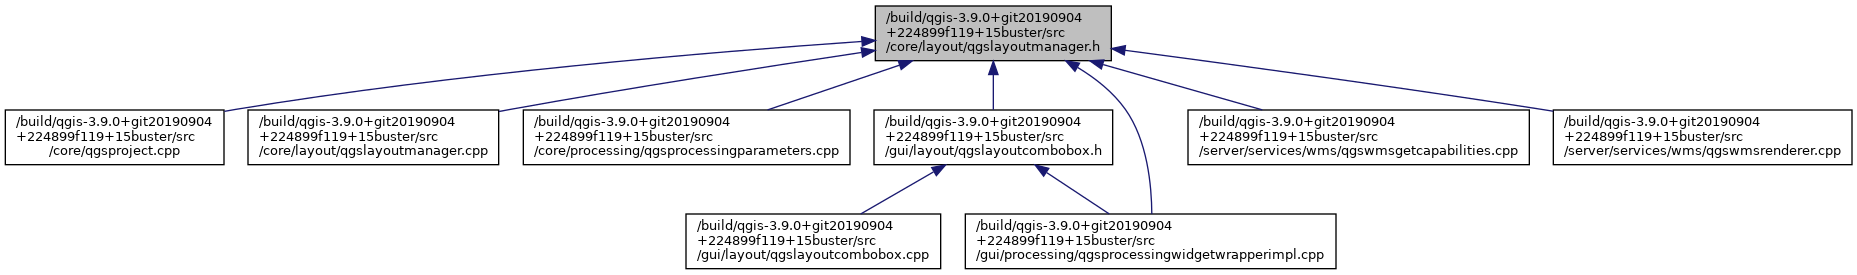 /build/qgis-3.9.0+git20190904
+224899f119+15buster/src
/core/layout/qgslayoutmanager.h
/build/qgis-3.9.0+git20190904
+224899f119+15buster/src
/core/qgsproject.cpp
/build/qgis-3.9.0+git20190904
+224899f119+15buster/src
/core/layout/qgslayoutmanager.cpp
/build/qgis-3.9.0+git20190904
+224899f119+15buster/src
/core/processing/qgsprocessingparameters.cpp
/build/qgis-3.9.0+git20190904
+224899f119+15buster/src
/gui/layout/qgslayoutcombobox.h
/build/qgis-3.9.0+git20190904
+224899f119+15buster/src
/server/services/wms/qgswmsgetcapabilities.cpp
/build/qgis-3.9.0+git20190904
+224899f119+15buster/src
/server/services/wms/qgswmsrenderer.cpp
/build/qgis-3.9.0+git20190904
+224899f119+15buster/src
/gui/layout/qgslayoutcombobox.cpp
/build/qgis-3.9.0+git20190904
+224899f119+15buster/src
/gui/processing/qgsprocessingwidgetwrapperimpl.cpp